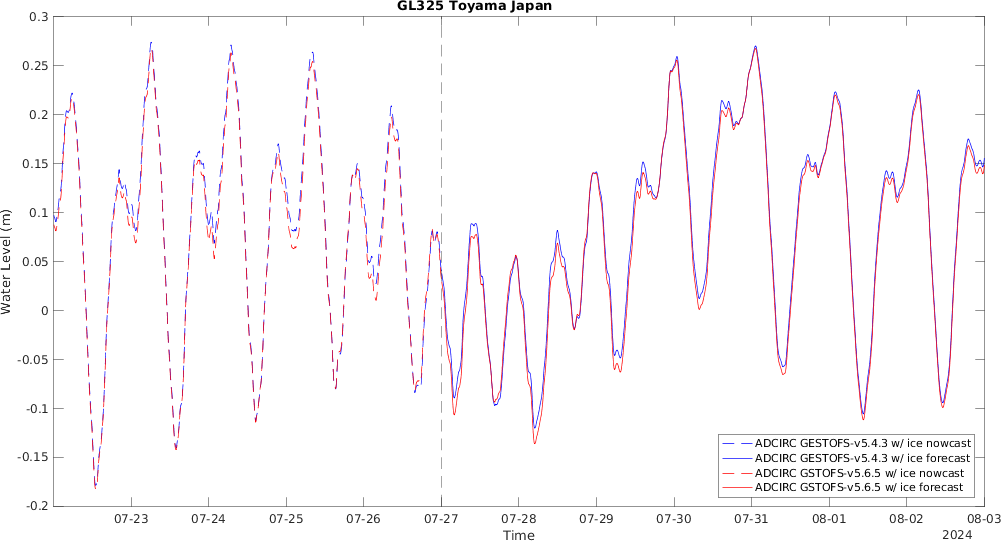 GL325 Toyama Japan
0.3
0.25
0.2
0.15
0.1
0.05
0
-0.05
-0.1
-0.15
-0.2
Water Level (m)
ADCIRC GESTOFS-v5.4.3 w/ ice nowcast
ADCIRC GESTOFS-v5.4.3 w/ ice forecast
ADCIRC GSTOFS-v5.6.5 w/ ice nowcast
ADCIRC GSTOFS-v5.6.5 w/ ice forecast
07-23 07-24 07-25 07-26 07-27 07-28 07-29 07-30 07-31 08-01 08-02 08-03
Time
2024